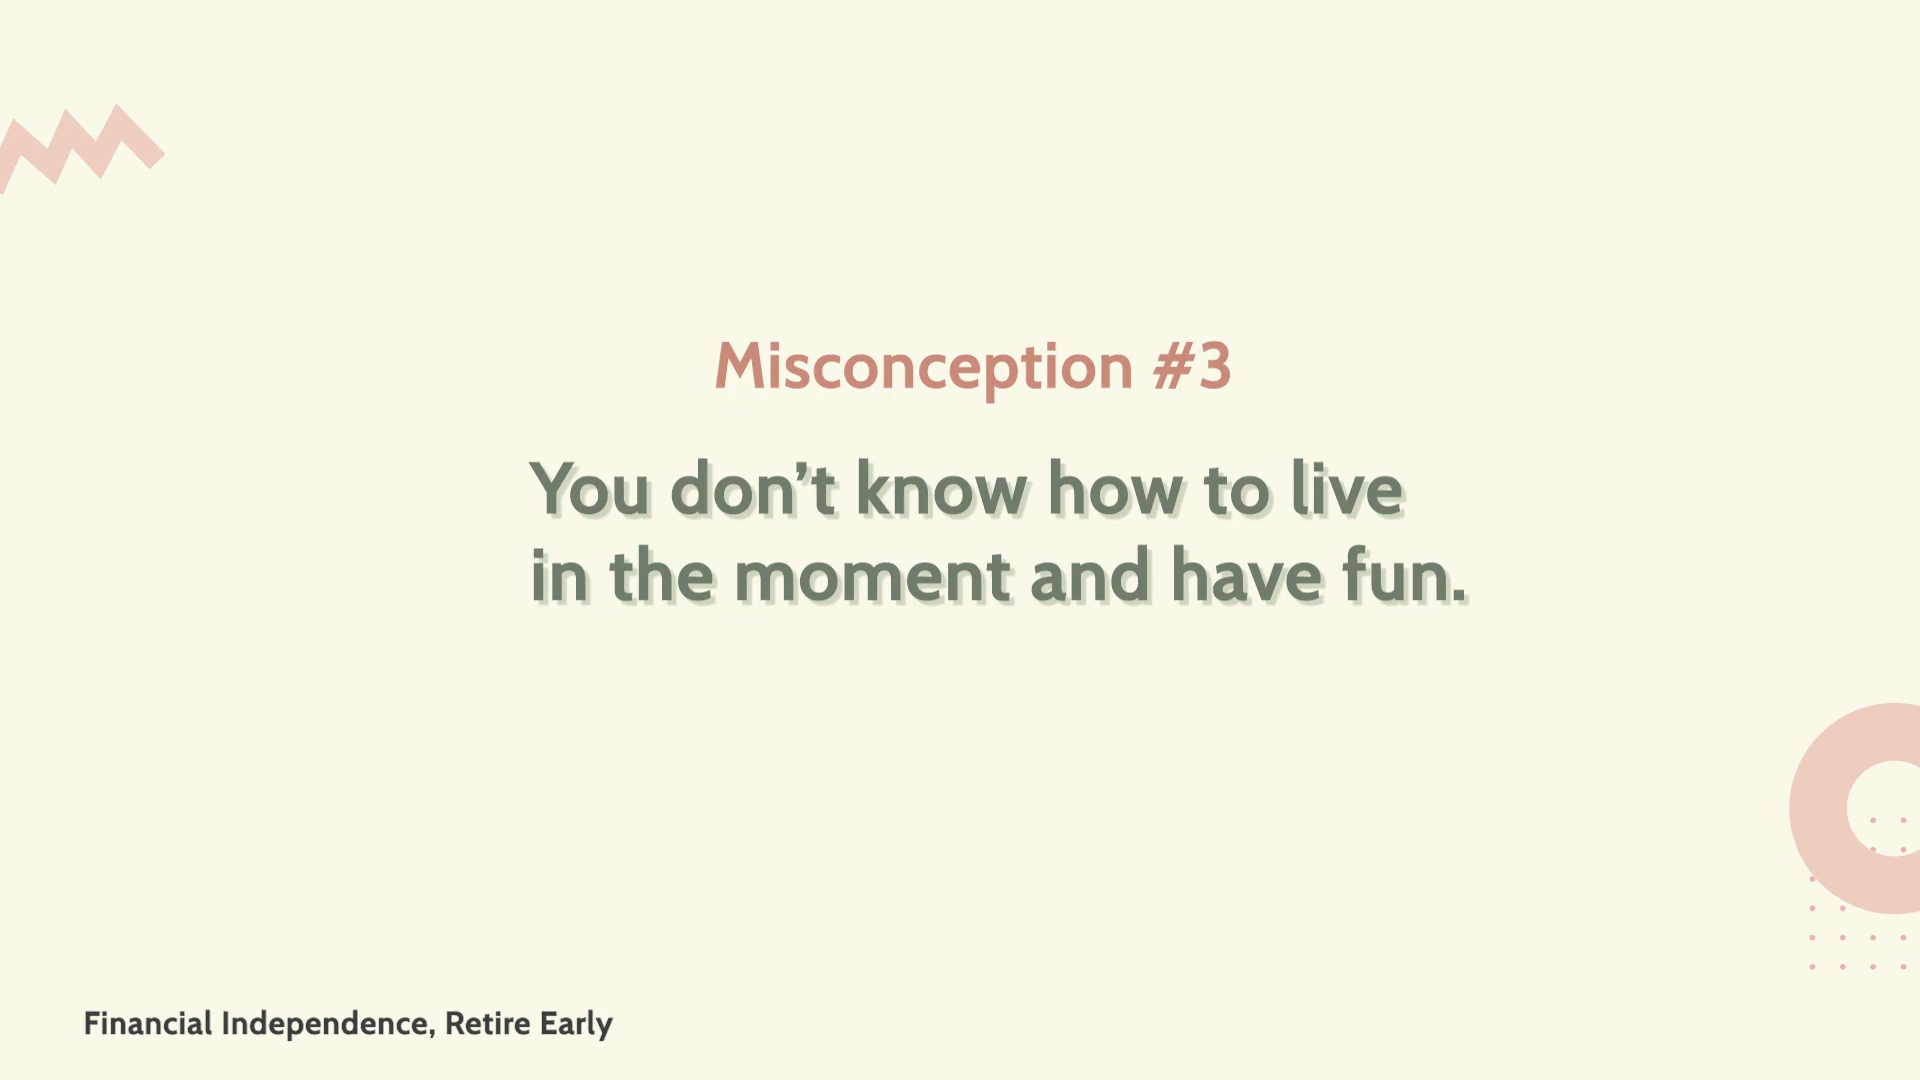 Misconception #3
You don’t know how to live
in the moment and have fun.
Financial Independence, Retire Early